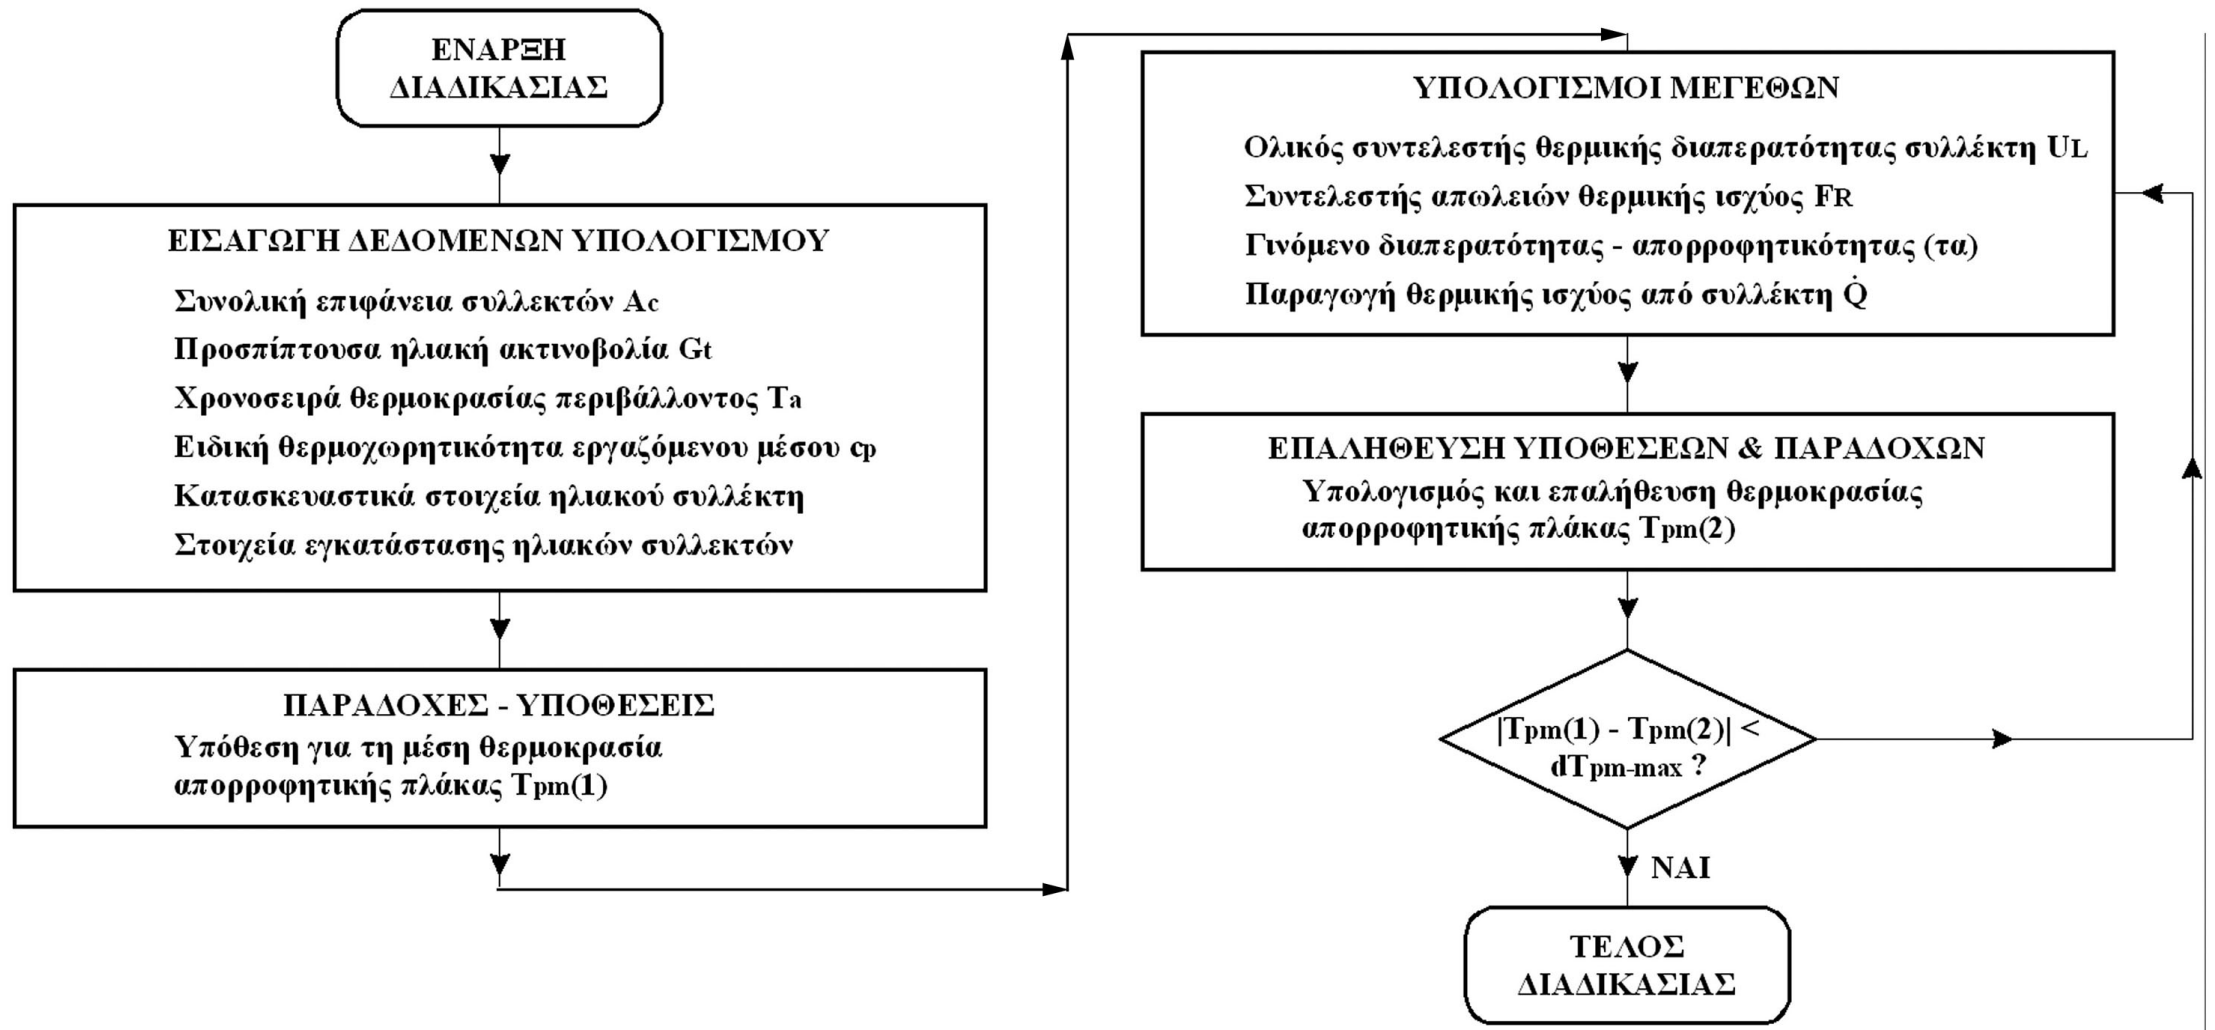 ΕΝΑΡΞΗ
ΔΙΑΔΙΚΑΣΙΑΣ
ΕΙΣΑΓΩΓΗ ΔΕΔΟΜΕΝΩΝ ΥΠΟΛΟΓΙΣΜΟΥ
Συνολική επιφάνεια συλλεκτών Ac
Προσπίπτουσα ηλιακή ακτινοβολία Gt
Χρονοσειρά θερμοκρασίας περιβάλλοντος Ta
Ειδική θερμοχωρητικότητα εργαζόμενου μέσου cp
Κατασκευαστικά στοιχεία ηλιακού συλλέκτη
Στοιχεία εγκατάστασης ηλιακών συλλεκτών
ΠΑΡΑΔΟΧΕΣ - ΥΠΟΘΕΣΕΙΣ
Υπόθεση για τη μέση θερμοκρασία
απορροφητικής πλάκας Tpm(1)
ΥΠΟΛΟΓΙΣΜΟΙ ΜΕΓΕΘΩΝ
Ολικός συντελεστής θερμικής διαπερατότητας συλλέκτη UL
Συντελεστής απωλειών θερμικής ισχύος FR
Γινόμενο διαπερατότητας - απορροφητικότητας (τα)
Παραγωγή θερμικής ισχύος από συλλέκτη Q̇
ΕΠΑΛΗΘΕΥΣΗ ΥΠΟΘΕΣΕΩΝ & ΠΑΡΑΔΟΧΩΝ
Υπολογισμός και επαλήθευση θερμοκρασίας
απορροφητικής πλάκας Tpm(2)
|Tpm(1) - Tpm(2)| <
dTpm-max ?
ΝΑΙ
ΤΕΛΟΣ
ΔΙΑΔΙΚΑΣΙΑΣ